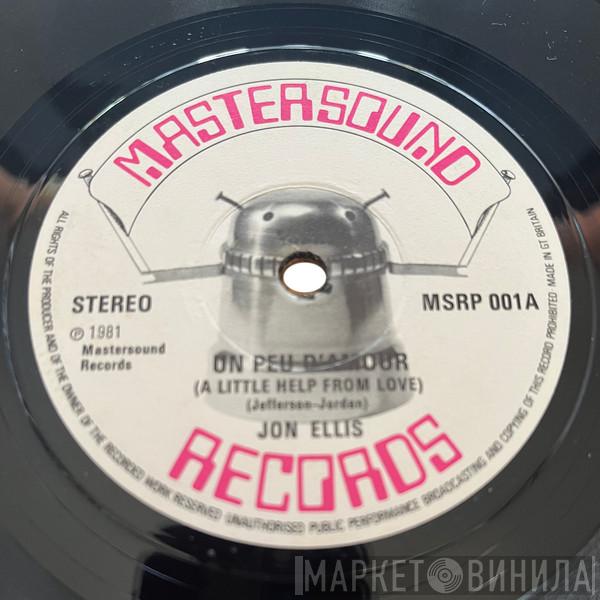 MASTERSOUND
STEREO
MSRP 001A
℗ 1981
Mastersound
Records
UN PEU D'AMOUR
(A LITTLE HELP FROM LOVE)
(Jefferson-Jordan)
JON ELLIS
RECORDS
ALL RIGHTS OF THE PRODUCER AND OF THE OWNER OF THE RECORDED WORK RESERVED UNAUTHORISED PUBLIC PERFORMANCE BROADCASTING AND COPYING OF THIS RECORD PROHIBITED · MADE IN GT BRITAIN
МАРКЕТ ВИНИЛА